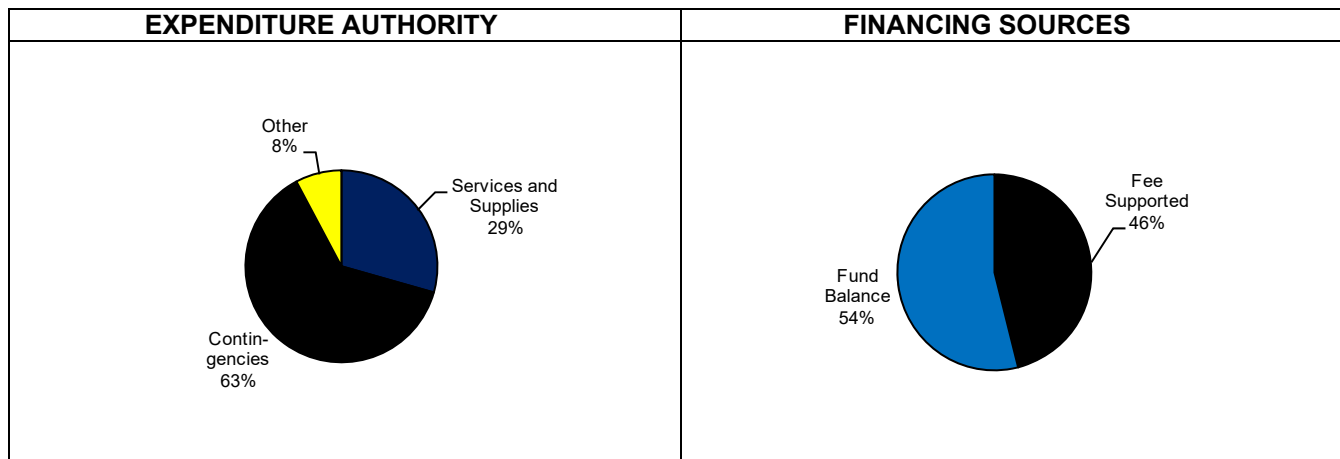 EXPENDITURE AUTHORITY
Other
8%
Services and
Supplies
29%
Contin-
gencies
63%
FINANCING SOURCES
Fee
Supported
46%
Fund
Balance
54%